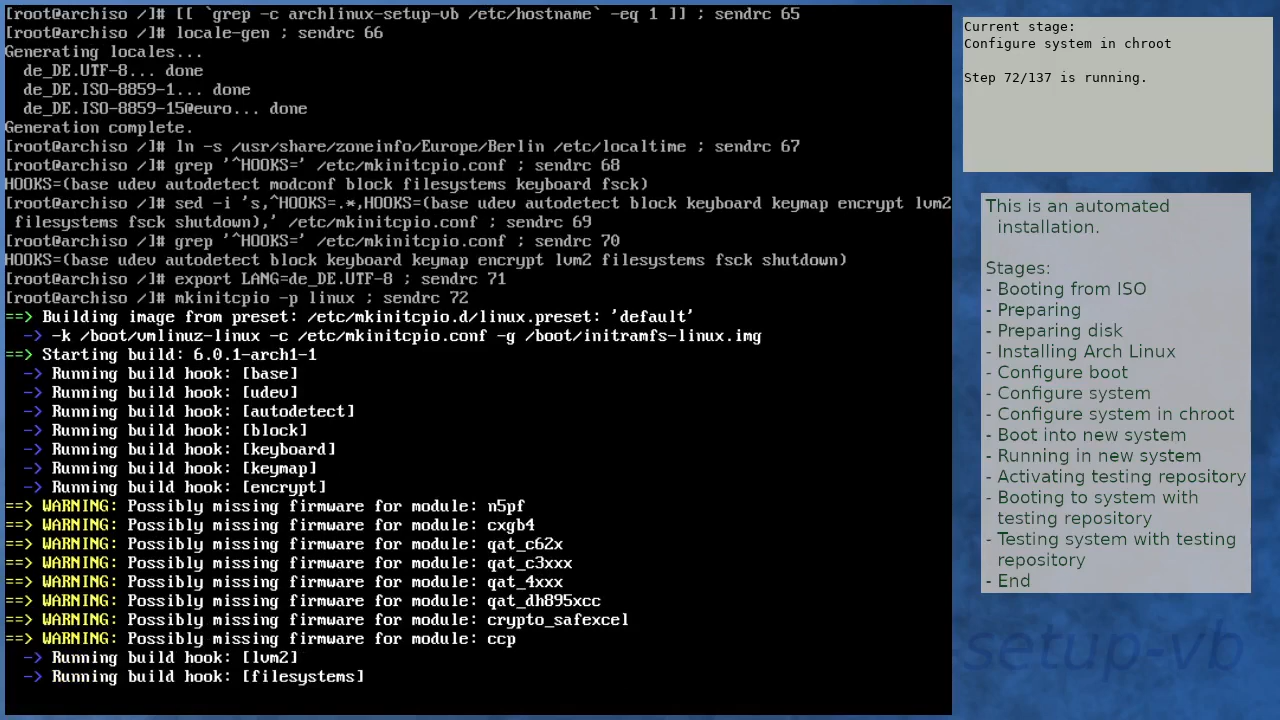 [root@archiso /]# [[ `grep -c archlinux-setup-vb /etc/hostname` -eq 1 ]] ; sendrc 65
[root@archiso /]# locale-gen ; sendrc 66
Generating locales...
  de_DE.UTF-8... done
  de_DE.ISO-8859-1... done
  de_DE.ISO-8859-15@euro... done
Generation complete.
[root@archiso /]# ln -s /usr/share/zoneinfo/Europe/Berlin /etc/localtime ; sendrc 67
[root@archiso /]# grep '^HOOKS=' /etc/mkinitcpio.conf ; sendrc 68
HOOKS=(base udev autodetect modconf block filesystems keyboard fsck)
[root@archiso /]# sed -i 's,^HOOKS=.*,HOOKS=(base udev autodetect block keyboard keymap encrypt lvm2
 filesystems fsck shutdown),' /etc/mkinitcpio.conf ; sendrc 69
[root@archiso /]# grep '^HOOKS=' /etc/mkinitcpio.conf ; sendrc 70
HOOKS=(base udev autodetect block keyboard keymap encrypt lvm2 filesystems fsck shutdown)
[root@archiso /]# export LANG=de_DE.UTF-8 ; sendrc 71
[root@archiso /]# mkinitcpio -p linux ; sendrc 72
==> Building image from preset: /etc/mkinitcpio.d/linux.preset: 'default'
  -> -k /boot/vmlinuz-linux -c /etc/mkinitcpio.conf -g /boot/initramfs-linux.img
==> Starting build: 6.0.1-arch1-1
  -> Running build hook: [base]
  -> Running build hook: [udev]
  -> Running build hook: [autodetect]
  -> Running build hook: [block]
  -> Running build hook: [keyboard]
  -> Running build hook: [keymap]
  -> Running build hook: [encrypt]
==> WARNING: Possibly missing firmware for module: n5pf
==> WARNING: Possibly missing firmware for module: cxgb4
==> WARNING: Possibly missing firmware for module: qat_c62x
==> WARNING: Possibly missing firmware for module: qat_c3xxx
==> WARNING: Possibly missing firmware for module: qat_4xxx
==> WARNING: Possibly missing firmware for module: qat_dh895xcc
==> WARNING: Possibly missing firmware for module: crypto_safexcel
==> WARNING: Possibly missing firmware for module: ccp
  -> Running build hook: [lvm2]
  -> Running build hook: [filesystems]
Current stage:
Configure system in chroot
Step 72/137 is running.
This is an automated
installation.
Stages:
- Booting from ISO
- Preparing
- Preparing disk
- Installing Arch Linux
- Configure boot
- Configure system
- Configure system in chroot
- Boot into new system
- Running in new system
- Activating testing repository
- Booting to system with
testing repository
- Testing system with testing
repository
- End
-setup-vb